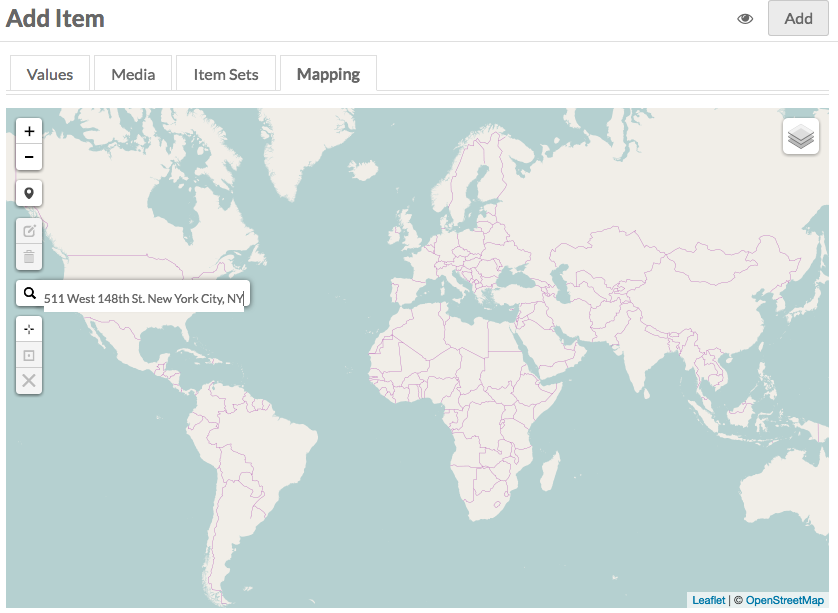 Add Item
Add
Values
Media
Item Sets
Mapping
+
-
511 West 148th St. New York City, NY
Leaflet | © OpenStreetMap